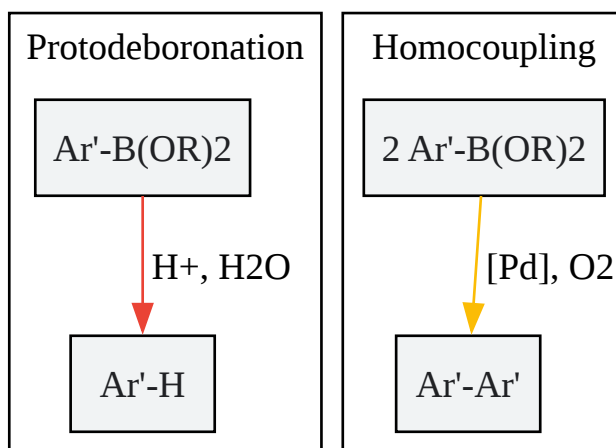 Protodeboronation
Ar'-B(OR)2
H+, H2O
Ar'-H
Homocoupling
2 Ar'-B(OR)2
[Pd], O2
Ar'-Ar'